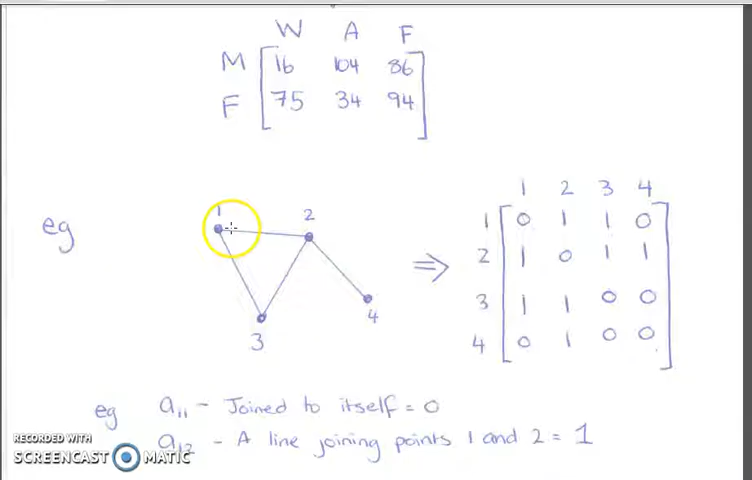 W A F
M 16 104 86
F 75 34 94
eg
1
2
3
4
⇒
1 2 3 4
1 0 1 1 0
2 1 0 1 1
3 1 1 0 0
4 0 1 0 0
eg a₁₁ – Joined to itself = 0
a₁₂ – A line joining points 1 and 2 = 1
RECORDED WITH
SCREENCAST MATIC